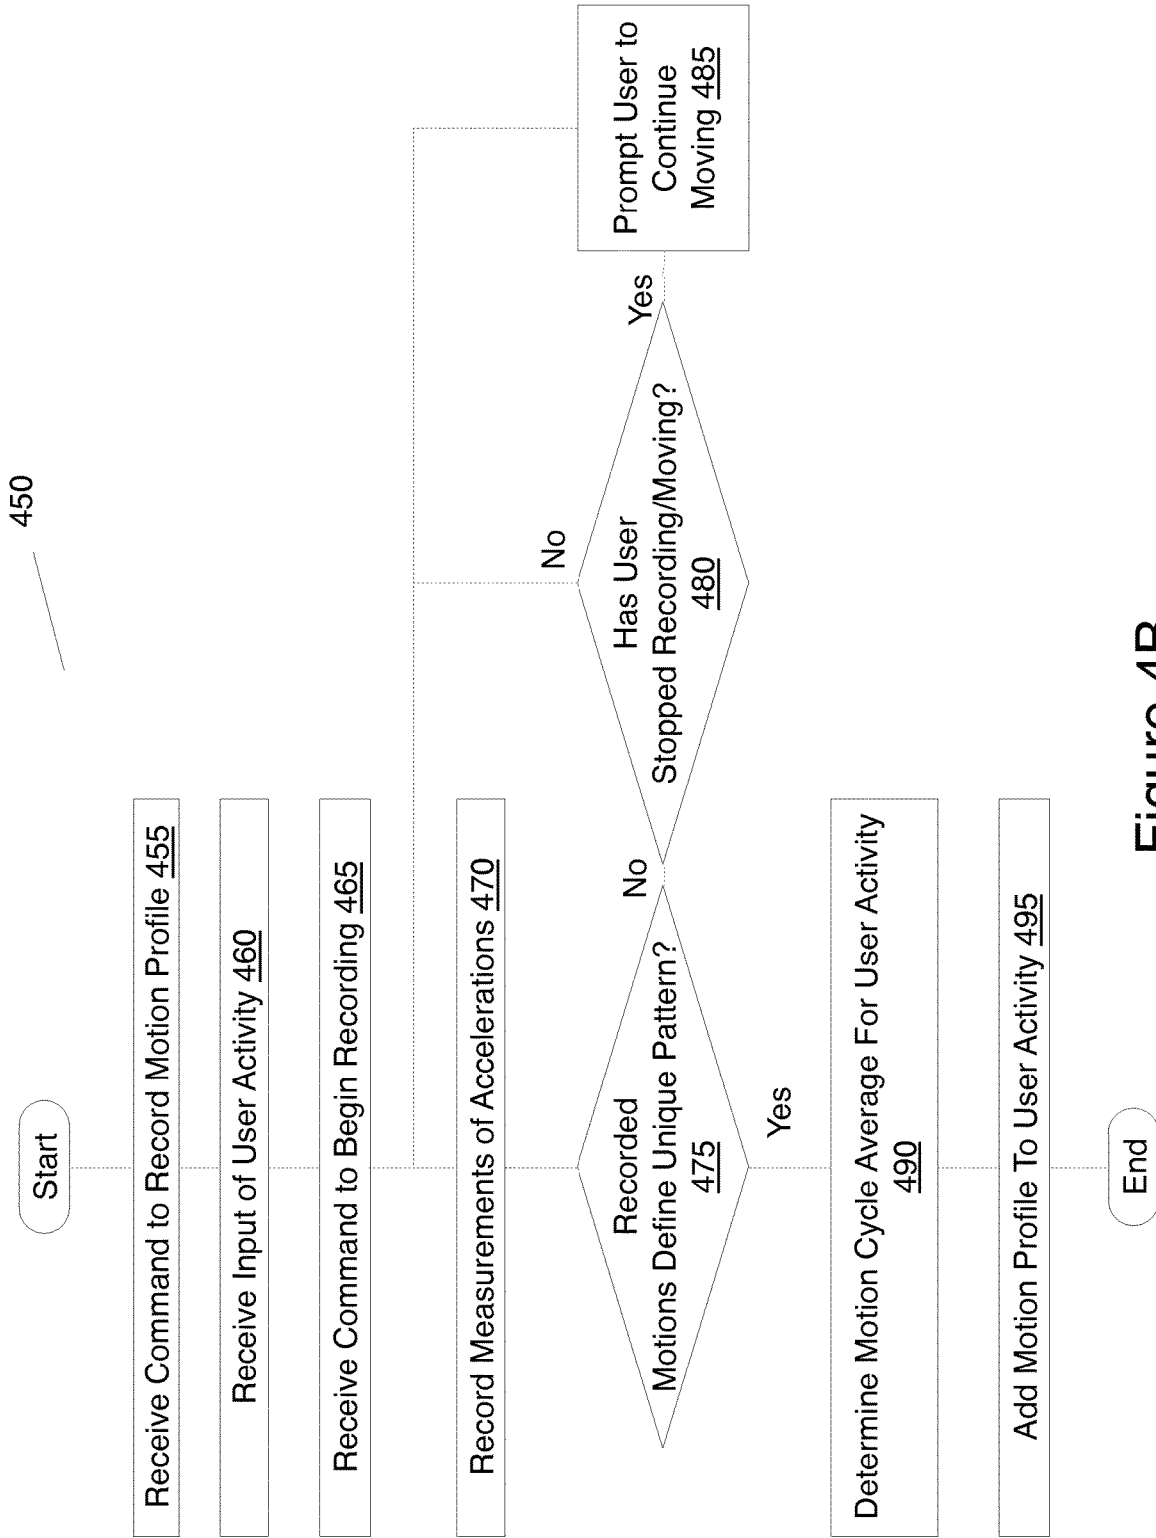 450
Start
Receive Command to Record Motion Profile 455
Receive Input of User Activity 460
Receive Command to Begin Recording 465
Record Measurements of Accelerations 470
Recorded
Motions Define Unique Pattern?
475
No
Yes
Has User
Stopped Recording/Moving?
480
No
Yes
Prompt User to
Continue
Moving 485
Determine Motion Cycle Average For User Activity
490
Add Motion Profile To User Activity 495
End
Figure 4B